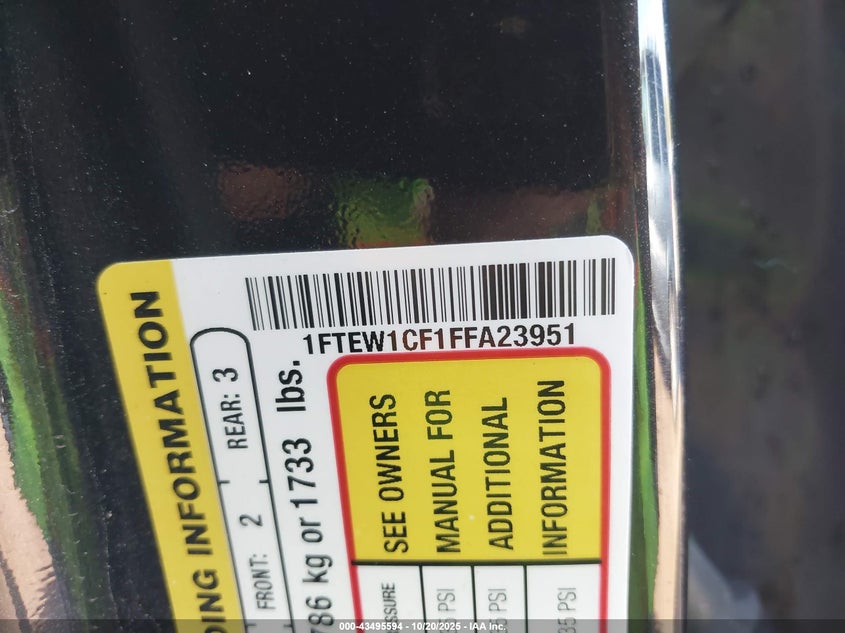 1FTEW1CF1FFA23951
DING INFORMATION
FRONT: 2 REAR: 3
786 kg or 1733 lbs.
SEE OWNERS
MANUAL FOR
ADDITIONAL
INFORMATION
PSI
PSI
35 PSI
000-43495594 - 10/20/2025 - IAA Inc.